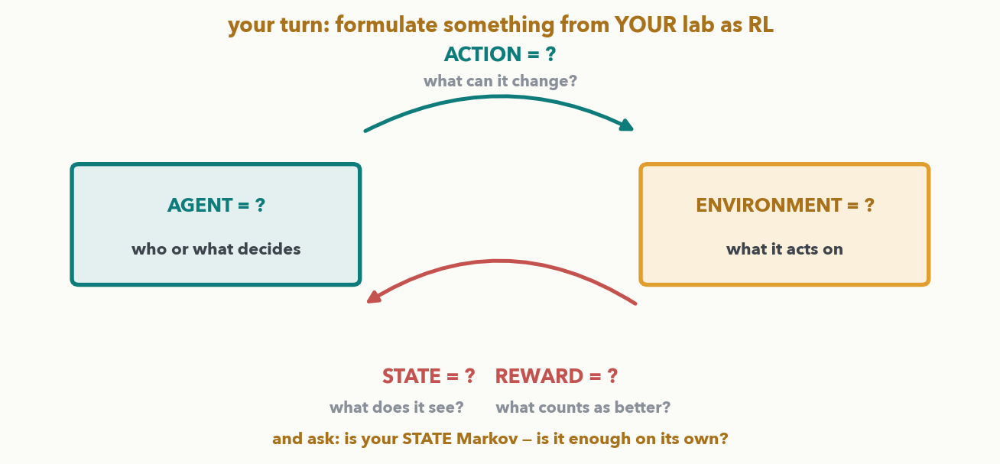 your turn: formulate something from YOUR lab as RL
ACTION = ?
what can it change?
AGENT = ?
who or what decides
ENVIRONMENT = ?
what it acts on
STATE = ? REWARD = ?
what does it see? what counts as better?
and ask: is your STATE Markov — is it enough on its own?